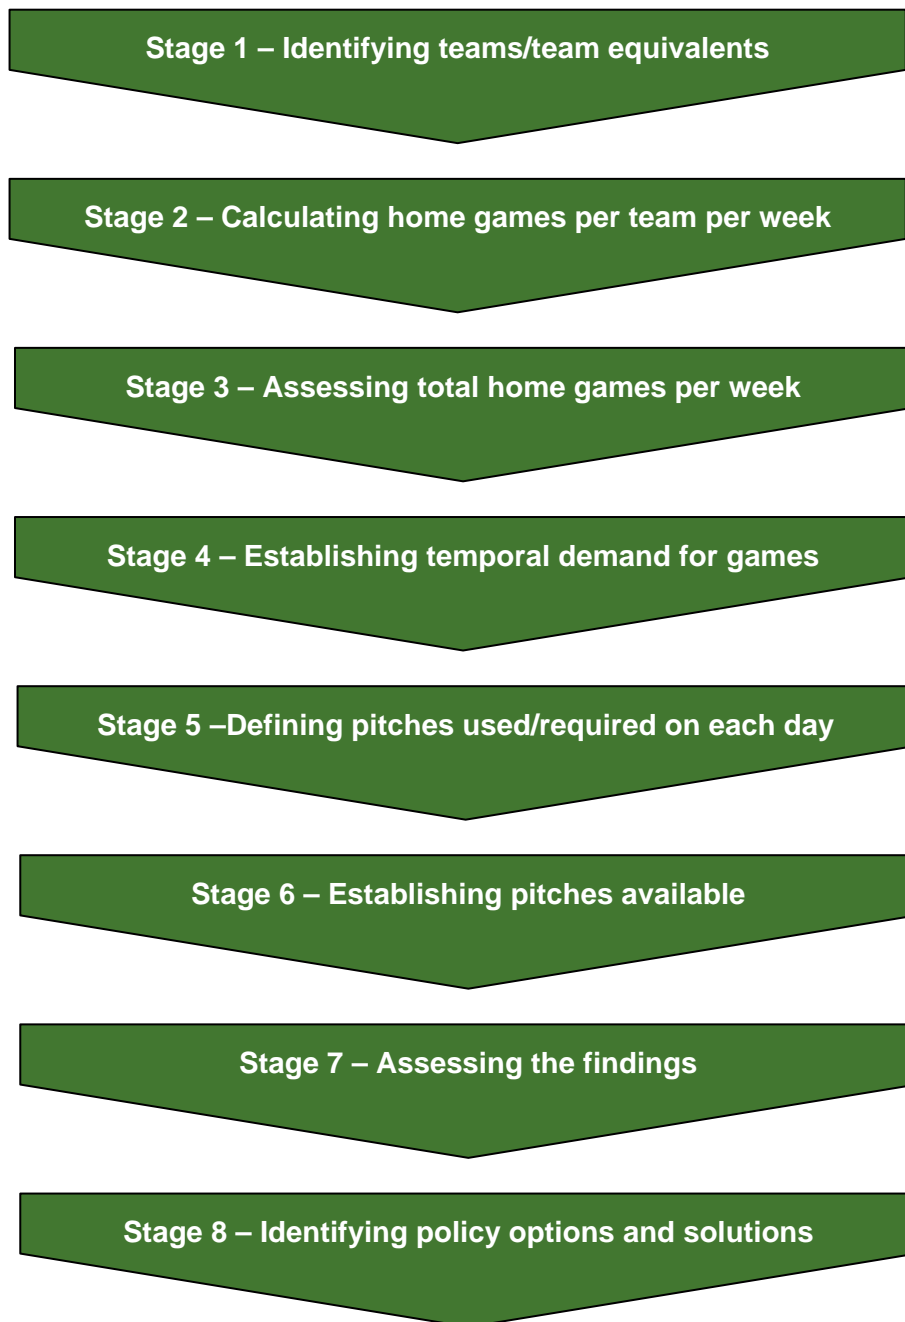 Stage 1 – Identifying teams/team equivalents
Stage 2 – Calculating home games per team per week
Stage 3 – Assessing total home games per week
Stage 4 – Establishing temporal demand for games
Stage 5 –Defining pitches used/required on each day
Stage 6 – Establishing pitches available
Stage 7 – Assessing the findings
Stage 8 – Identifying policy options and solutions